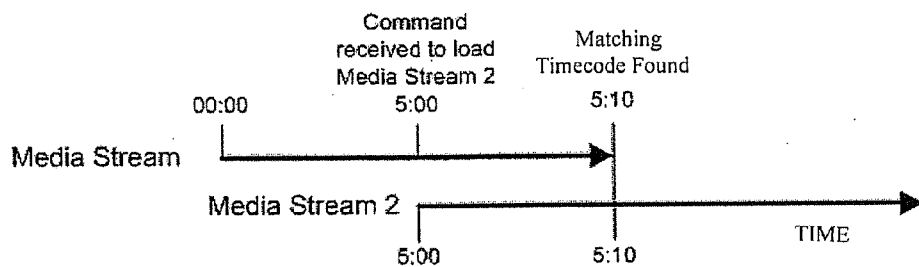 Command
received to load
Media Stream 2
Matching
Timecode Found
00:00
5:00
5:10
Media Stream
Media Stream 2
5:00
5:10
TIME